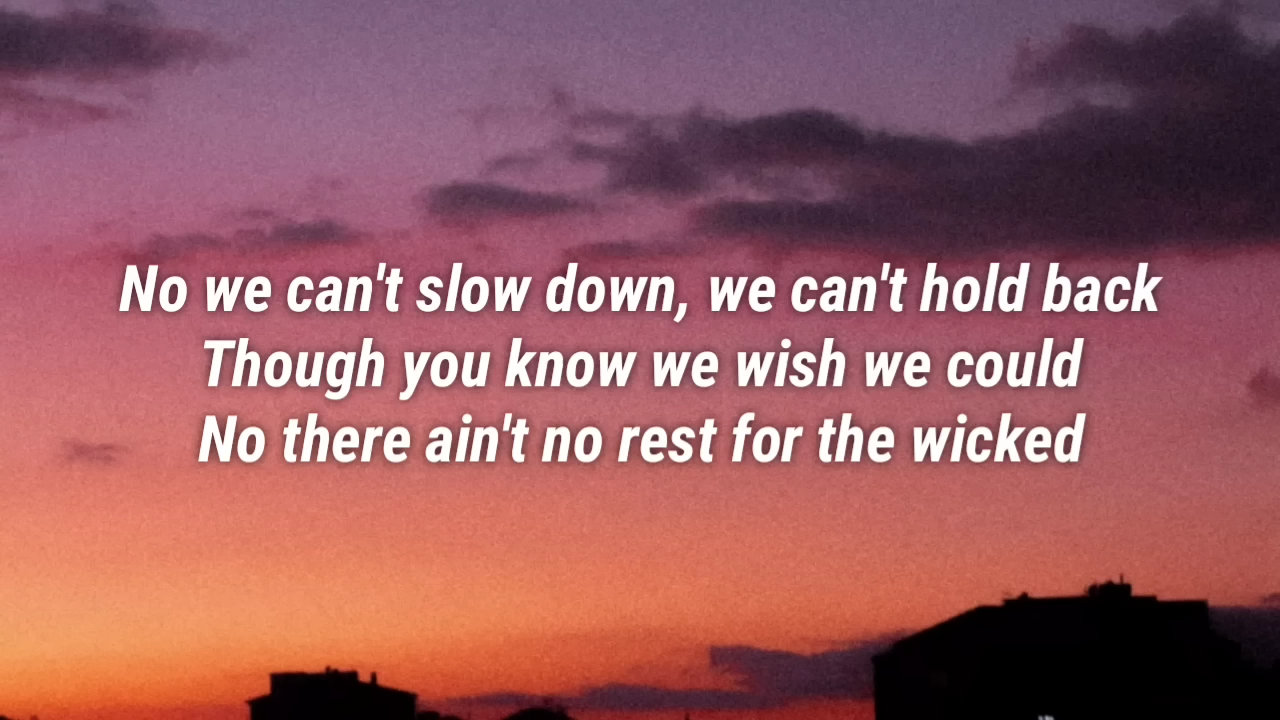 No we can't slow down, we can't hold back
Though you know we wish we could
No there ain't no rest for the wicked